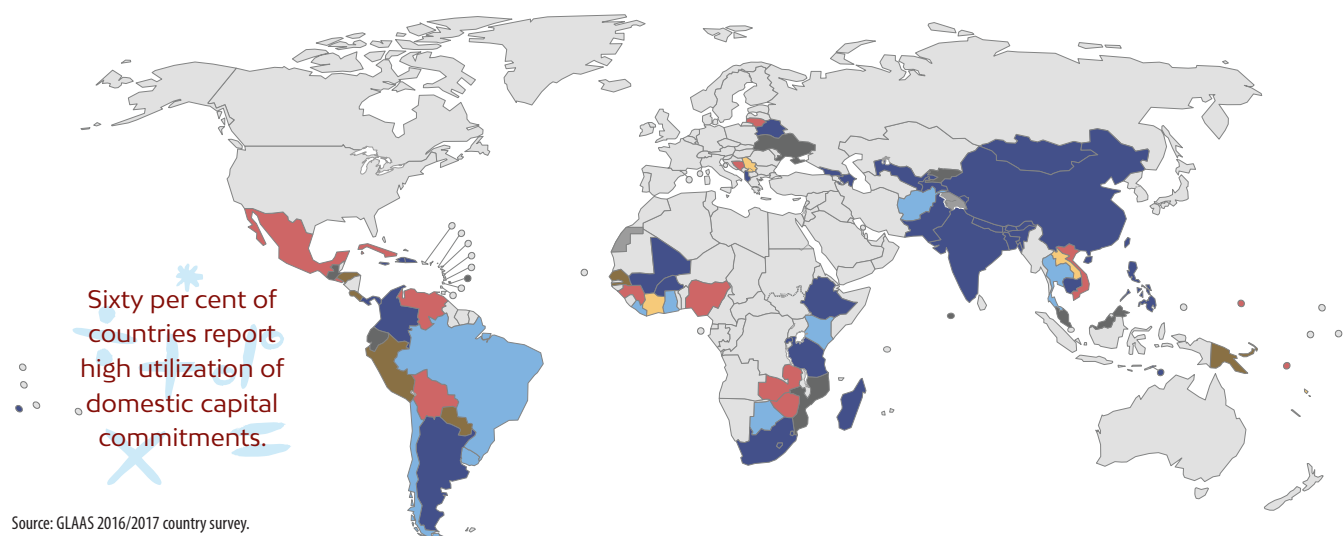 Sixty per cent of
countries report
high utilization of
domestic capital
commitments.
Source: GLAAS 2016/2017 country survey.